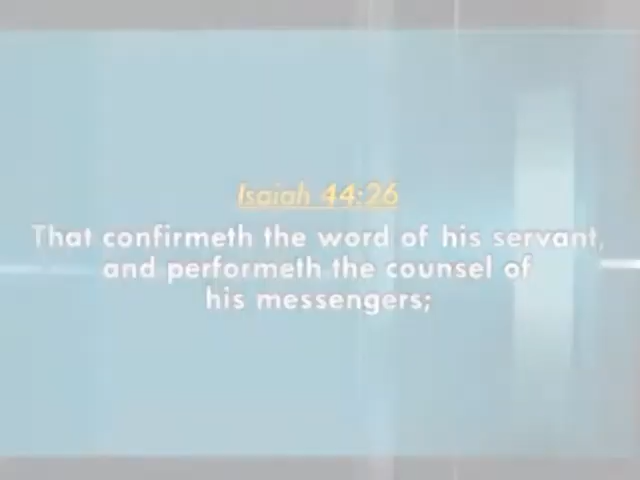 Isaiah 44:26
That confirmeth the word of his servant,
and performeth the counsel of
his messengers;